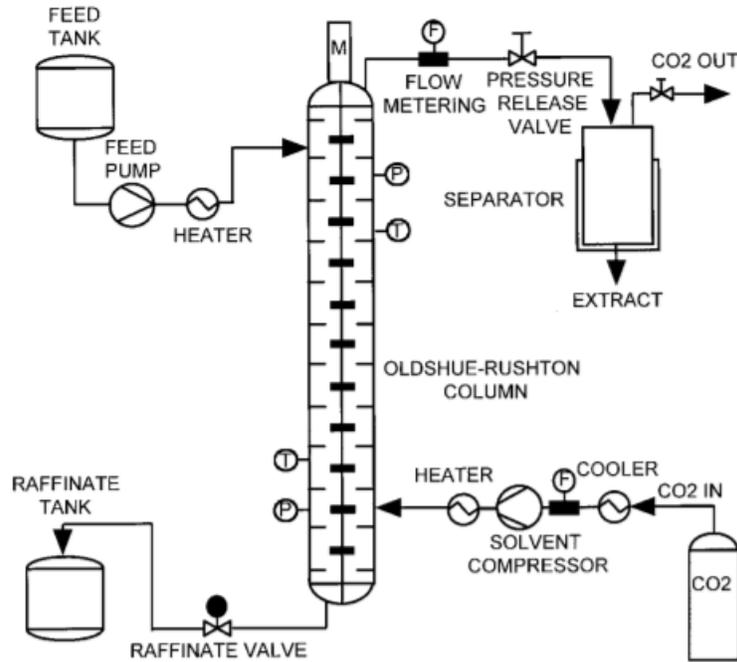 FEED
TANK
M
F
FLOW
METERING
PRESSURE
RELEASE
VALVE
CO2 OUT
FEED
PUMP
HEATER
P
T
SEPARATOR
EXTRACT
OLDSHUE-RUSHTON
COLUMN
T
P
RAFFINATE
TANK
RAFFINATE VALVE
HEATER
F
COOLER
SOLVENT
COMPRESSOR
CO2 IN
CO2